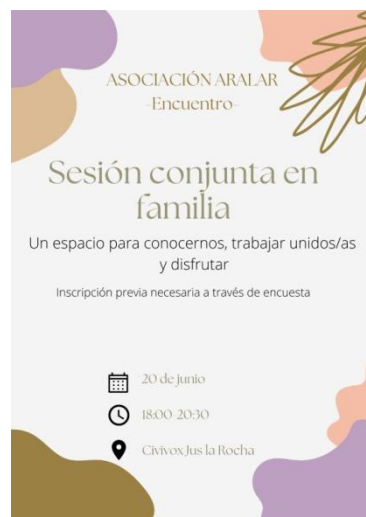 ASOCIACIÓN ARALAR
-Encuentro-
Sesión conjunta en
familia
Un espacio para conocernos, trabajar unidos/as
y disfrutar
Inscripción previa necesaria a través de encuesta
20 de junio
18:00-20:30
Civivox Jus la Rocha